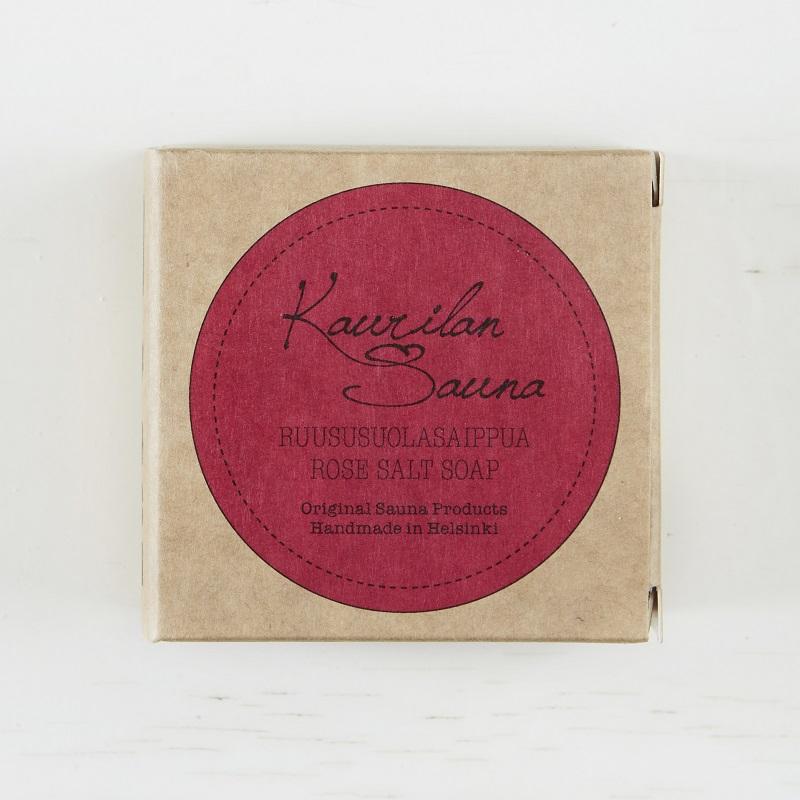 Kaurilan
Sauna
RUUSUSUOLASAIPPUA
ROSE SALT SOAP
Original Sauna Products
Handmade in Helsinki